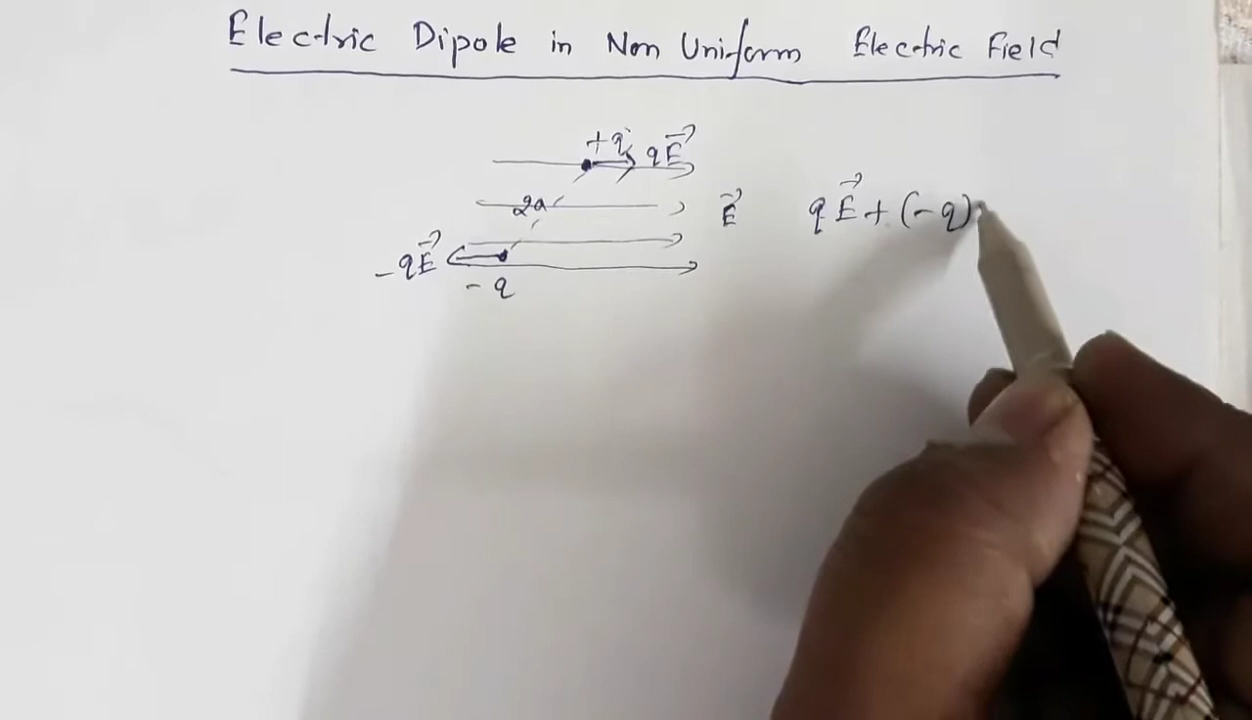 Electric Dipole in Non Uniform Electric Field
+q qE⃗
2a E⃗ qE⃗ + (-q)
-qE⃗
-q